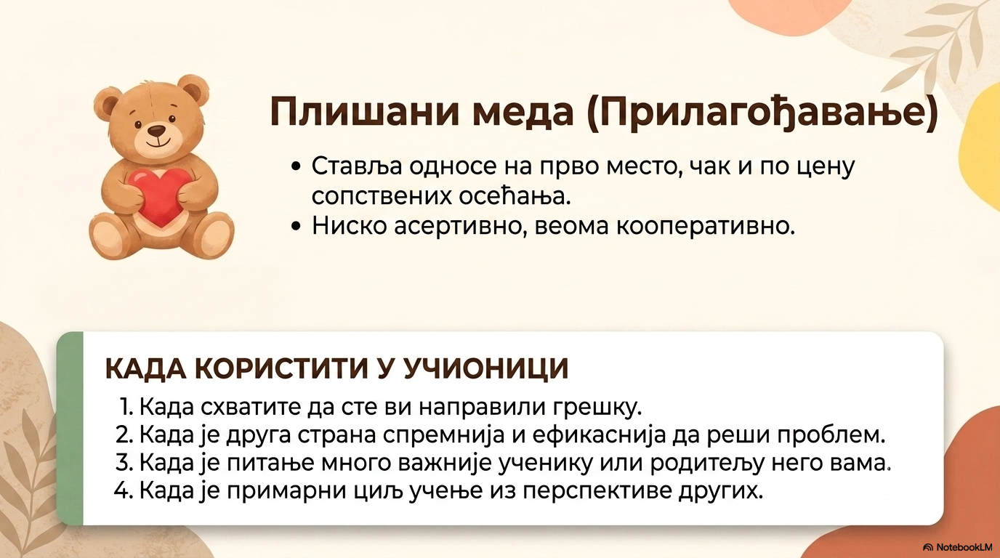 Плишани меда (Прилагођавање)
• Ставља односе на прво место, чак и по цену
сопствених осећања.
• Ниско асертивно, веома кооперативно.
КАДА КОРИСТИТИ У УЧИОНИЦИ
1. Када схватите да сте ви направили грешку.
2. Када је друга страна спремнија и ефикаснија да реши проблем.
3. Када је питање много важније ученику или родитељу него вама.
4. Када је примарни циљ учење из перспективе других.
NotebookLM